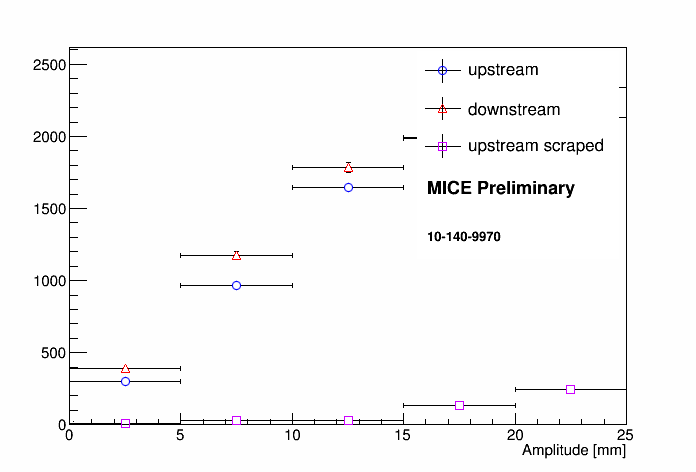 2500
2000
1500
1000
500
0
upstream
downstream
upstream scraped
MICE Preliminary
10-140-9970
0 5 10 15 20 25
Amplitude [mm]